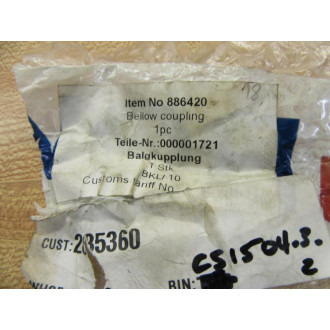 Item No 886420
18,
Bellow coupling
1pc
Teile-Nr.:000001721
Balgkupplung
1 Stk
BKL/ 10
Customs tariff No
CUST: 285360
CS1504.3.
BIN:
2